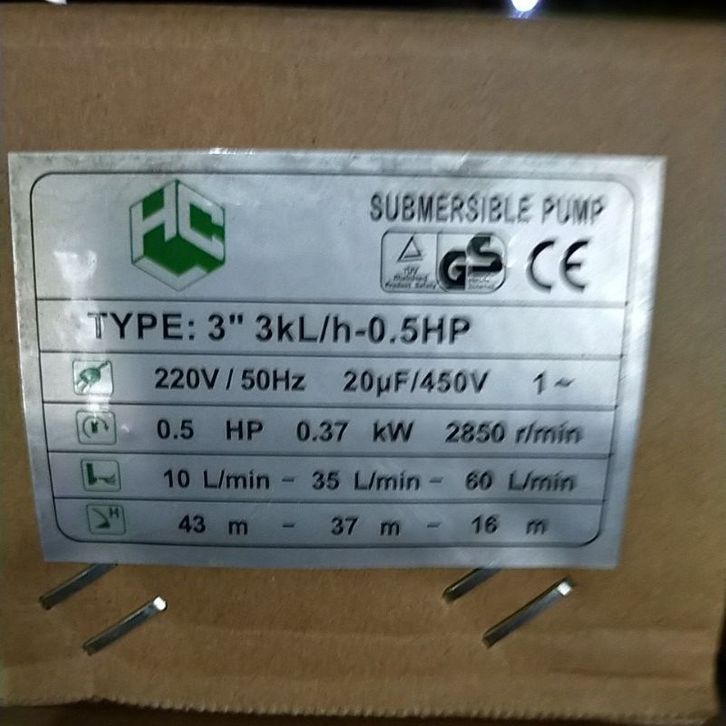 HC
SUBMERSIBLE PUMP
GS CE
TYPE: 3" 3kL/h-0.5HP
220V / 50Hz 20µF/450V 1~
0.5 HP 0.37 kW 2850 r/min
10 L/min - 35 L/min - 60 L/min
H 43 m - 37 m - 16 m